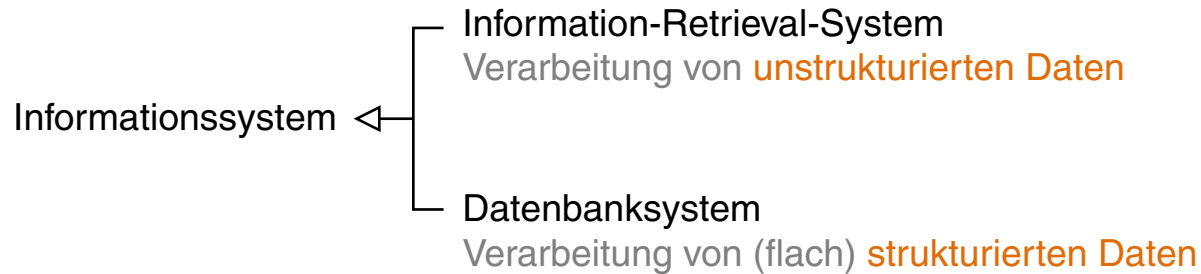 Information-Retrieval-System
Verarbeitung von unstrukturierten Daten
Informationssystem
Datenbanksystem
Verarbeitung von (flach) strukturierten Daten